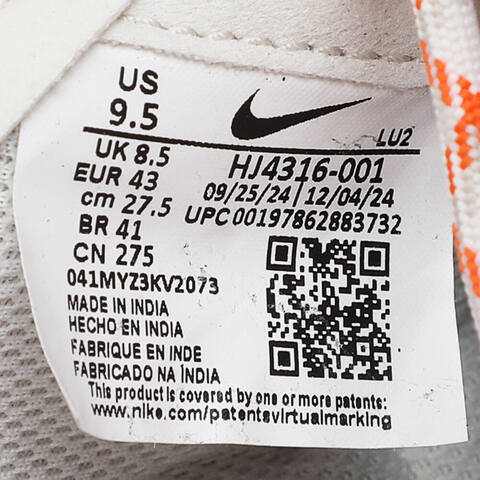 US
9.5
LU2
UK 8.5
HJ4316-001
EUR 43
09/25/24 | 12/04/24
cm 27.5
UPC 00197862883732
BR 41
CN 275
041MYZ3KV2073
MADE IN INDIA
HECHO EN INDIA
FABRIQUE EN INDE
FABRICADO NA ÍNDIA
This product is covered by one or more patents:
www.nike.com/patentsvirtualmarking